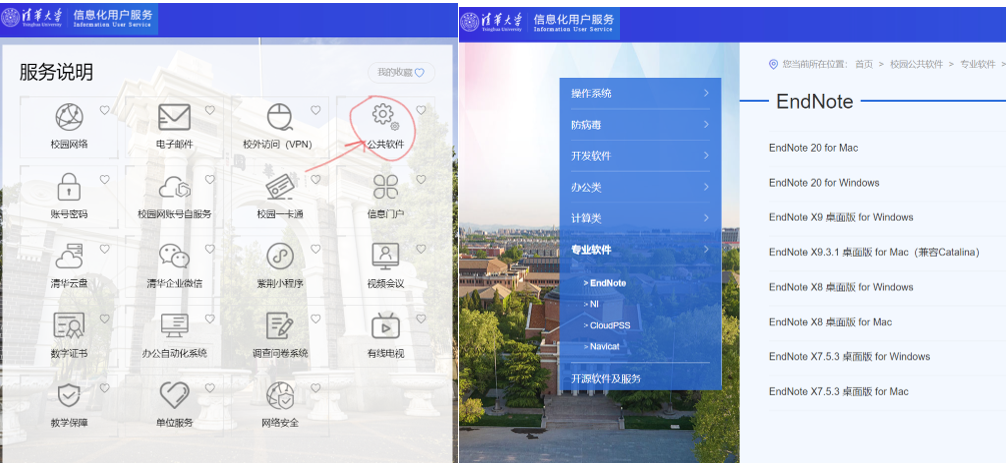 清华大学
Tsinghua University
信息化用户服务
Information User Service
服务说明
我的收藏
校园网络
电子邮件
校外访问（VPN）
公共软件
账号密码
校园网账号自服务
校园一卡通
信息门户
清华云盘
清华企业微信
紫荆小程序
视频会议
数字证书
办公自动化系统
调查问卷系统
有线电视
教学保障
单位服务
网络安全
清华大学
Tsinghua University
信息化用户服务
Information User Service
操作系统
防病毒
开发软件
办公类
计算类
专业软件
> EndNote
> NI
> CloudPSS
> Navicat
开源软件及服务
您当前所在位置： 首页 > 校园公共软件 > 专业软件 >
EndNote
EndNote 20 for Mac
EndNote 20 for Windows
EndNote X9 桌面版 for Windows
EndNote X9.3.1 桌面版 for Mac（兼容Catalina）
EndNote X8 桌面版 for Windows
EndNote X8 桌面版 for Mac
EndNote X7.5.3 桌面版 for Windows
EndNote X7.5.3 桌面版 for Mac